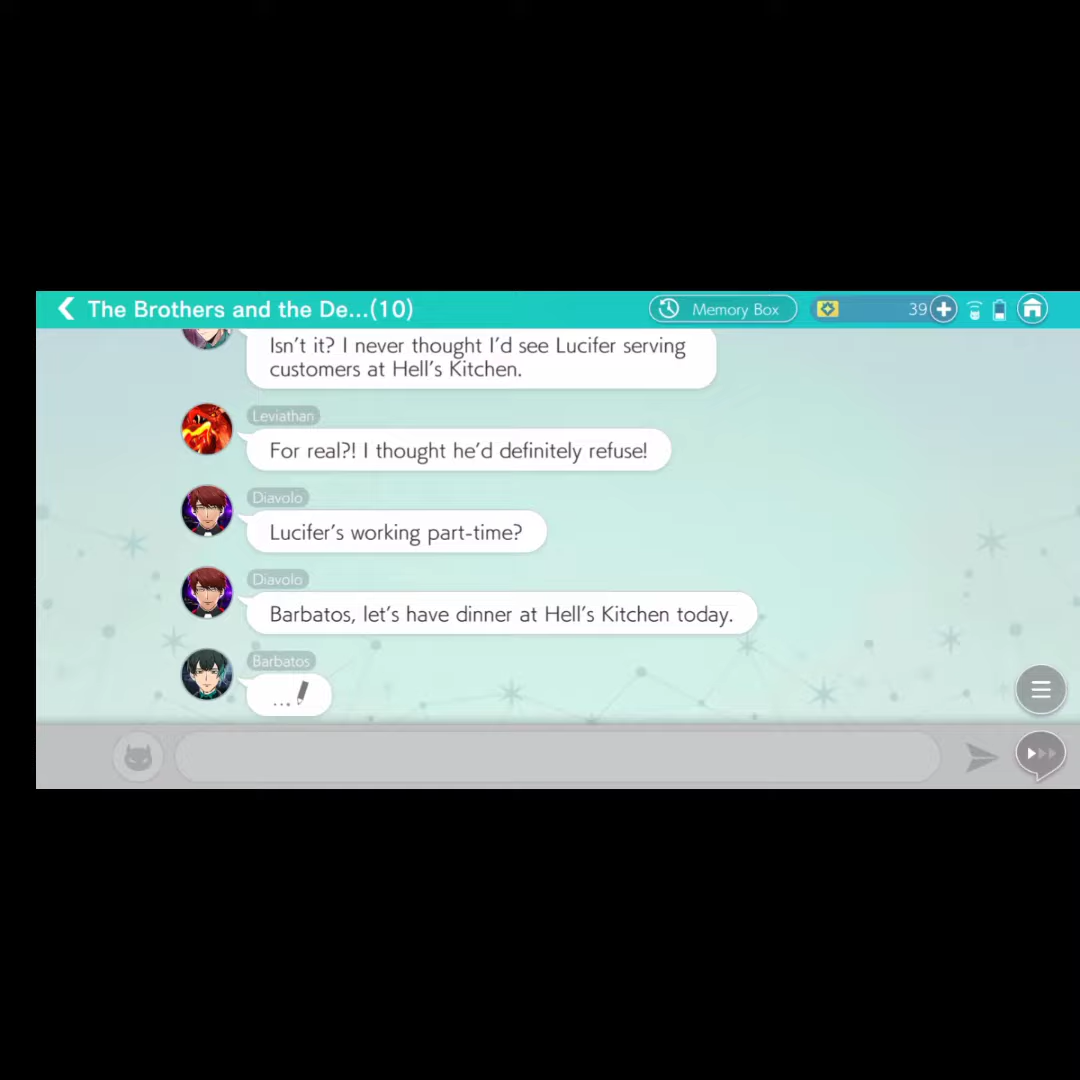 The Brothers and the De...(10)
Memory Box
39
Isn't it? I never thought I'd see Lucifer serving
customers at Hell's Kitchen.
Leviathan
For real?! I thought he'd definitely refuse!
Diavolo
Lucifer's working part-time?
Diavolo
Barbatos, let's have dinner at Hell's Kitchen today.
Barbatos
...